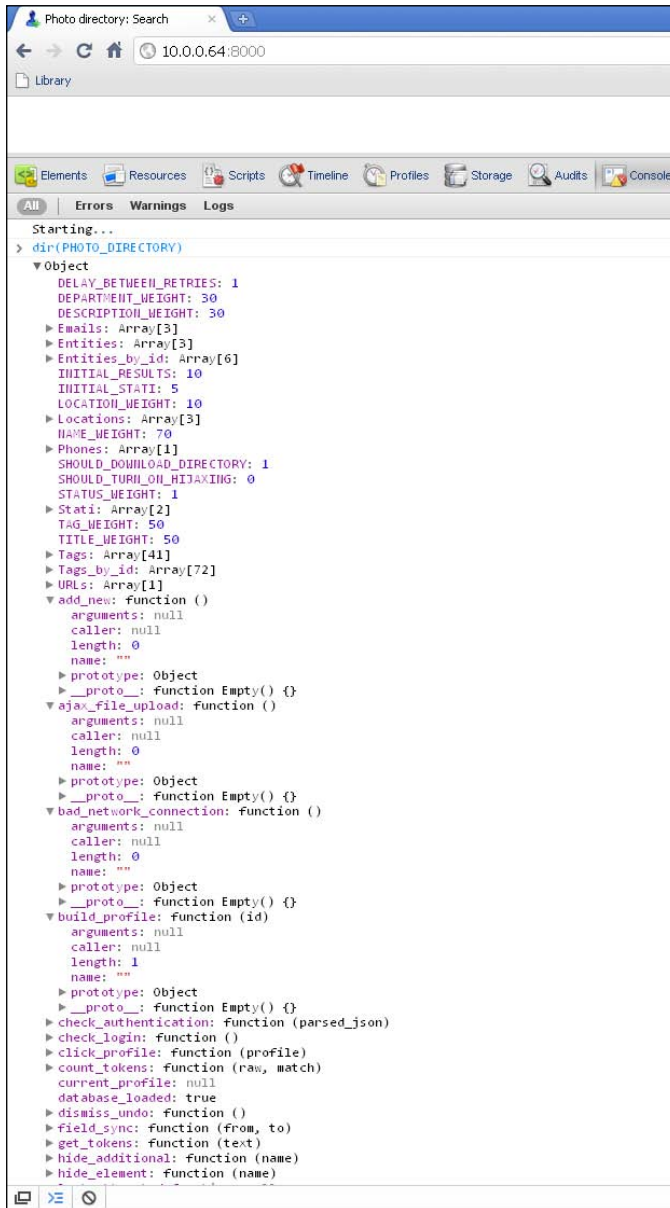 Photo directory: Search
10.0.0.64:8000
Library
Elements Resources Scripts Timeline Profiles Storage Audits Console
All Errors Warnings Logs
Starting...
> dir(PHOTO_DIRECTORY)
▼Object
DELAY_BETWEEN_RETRIES: 1
DEPARTMENT_WEIGHT: 30
DESCRIPTION_WEIGHT: 30
▶Emails: Array[3]
▶Entities: Array[3]
▶Entities_by_id: Array[6]
INITIAL_RESULTS: 10
INITIAL_STATI: 5
LOCATION_WEIGHT: 10
▶Locations: Array[3]
NAME_WEIGHT: 70
▶Phones: Array[1]
SHOULD_DOWNLOAD_DIRECTORY: 1
SHOULD_TURN_ON_HIJAXING: 0
STATUS_WEIGHT: 1
▶Stati: Array[2]
TAG_WEIGHT: 50
TITLE_WEIGHT: 50
▶Tags: Array[41]
▶Tags_by_id: Array[72]
▶URLs: Array[1]
▼add_new: function ()
arguments: null
caller: null
length: 0
name: ""
▶prototype: Object
▶__proto__: function Empty() {}
▼ajax_file_upload: function ()
arguments: null
caller: null
length: 0
name: ""
▶prototype: Object
▶__proto__: function Empty() {}
▼bad_network_connection: function ()
arguments: null
caller: null
length: 0
name: ""
▶prototype: Object
▶__proto__: function Empty() {}
▼build_profile: function (id)
arguments: null
caller: null
length: 1
name: ""
▶prototype: Object
▶__proto__: function Empty() {}
▶check_authentication: function (parsed_json)
▶check_login: function ()
▶click_profile: function (profile)
▶count_tokens: function (raw, match)
current_profile: null
database_loaded: true
▶dismiss_undo: function ()
▶field_sync: function (from, to)
▶get_tokens: function (text)
▶hide_additional: function (name)
▶hide_element: function (name)